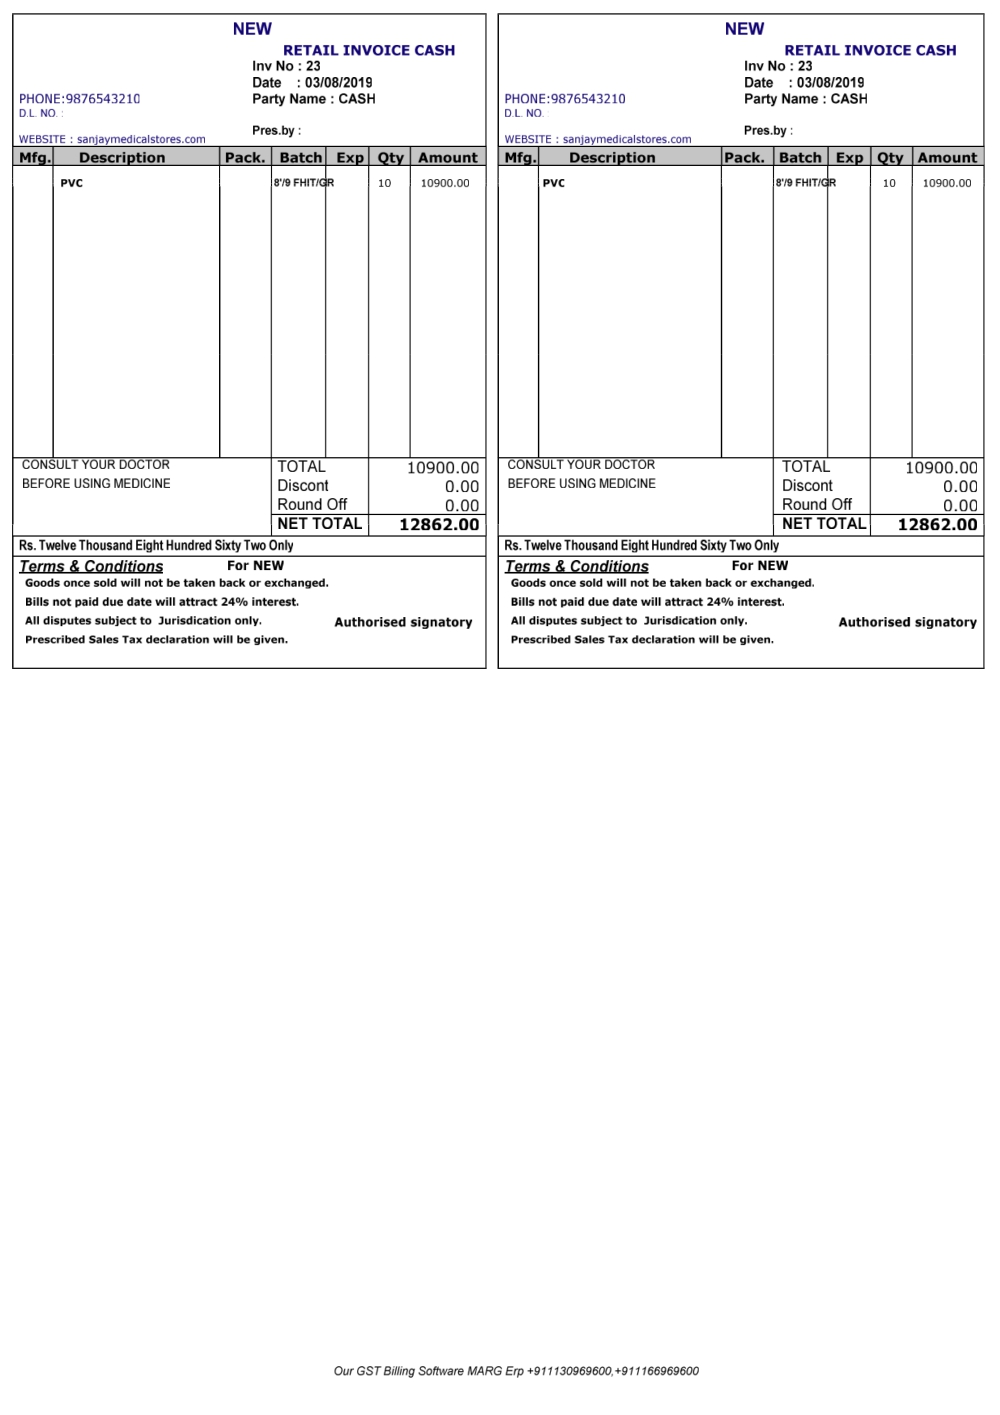 NEW
RETAIL INVOICE CASH
Inv No : 23
Date : 03/08/2019
PHONE:9876543210 Party Name : CASH
D.L. NO. :
Pres.by :
WEBSITE : sanjaymedicalstores.com
Mfg. Description Pack. Batch Exp Qty Amount
PVC 8'/9 FHIT/GR 10 10900.00
CONSULT YOUR DOCTOR TOTAL 10900.00
BEFORE USING MEDICINE Discont 0.00
Round Off 0.00
NET TOTAL 12862.00
Rs. Twelve Thousand Eight Hundred Sixty Two Only
Terms & Conditions For NEW
Goods once sold will not be taken back or exchanged.
Bills not paid due date will attract 24% interest.
All disputes subject to Jurisdication only. Authorised signatory
Prescribed Sales Tax declaration will be given.
NEW
RETAIL INVOICE CASH
Inv No : 23
Date : 03/08/2019
PHONE:9876543210 Party Name : CASH
D.L. NO.
Pres.by :
WEBSITE : sanjaymedicalstores.com
Mfg. Description Pack. Batch Exp Qty Amount
PVC 8'/9 FHIT/GR 10 10900.00
CONSULT YOUR DOCTOR TOTAL 10900.00
BEFORE USING MEDICINE Discont 0.00
Round Off 0.00
NET TOTAL 12862.00
Rs. Twelve Thousand Eight Hundred Sixty Two Only
Terms & Conditions For NEW
Goods once sold will not be taken back or exchanged.
Bills not paid due date will attract 24% interest.
All disputes subject to Jurisdication only. Authorised signatory
Prescribed Sales Tax declaration will be given.
Our GST Billing Software MARG Erp +911130969600,+911166969600